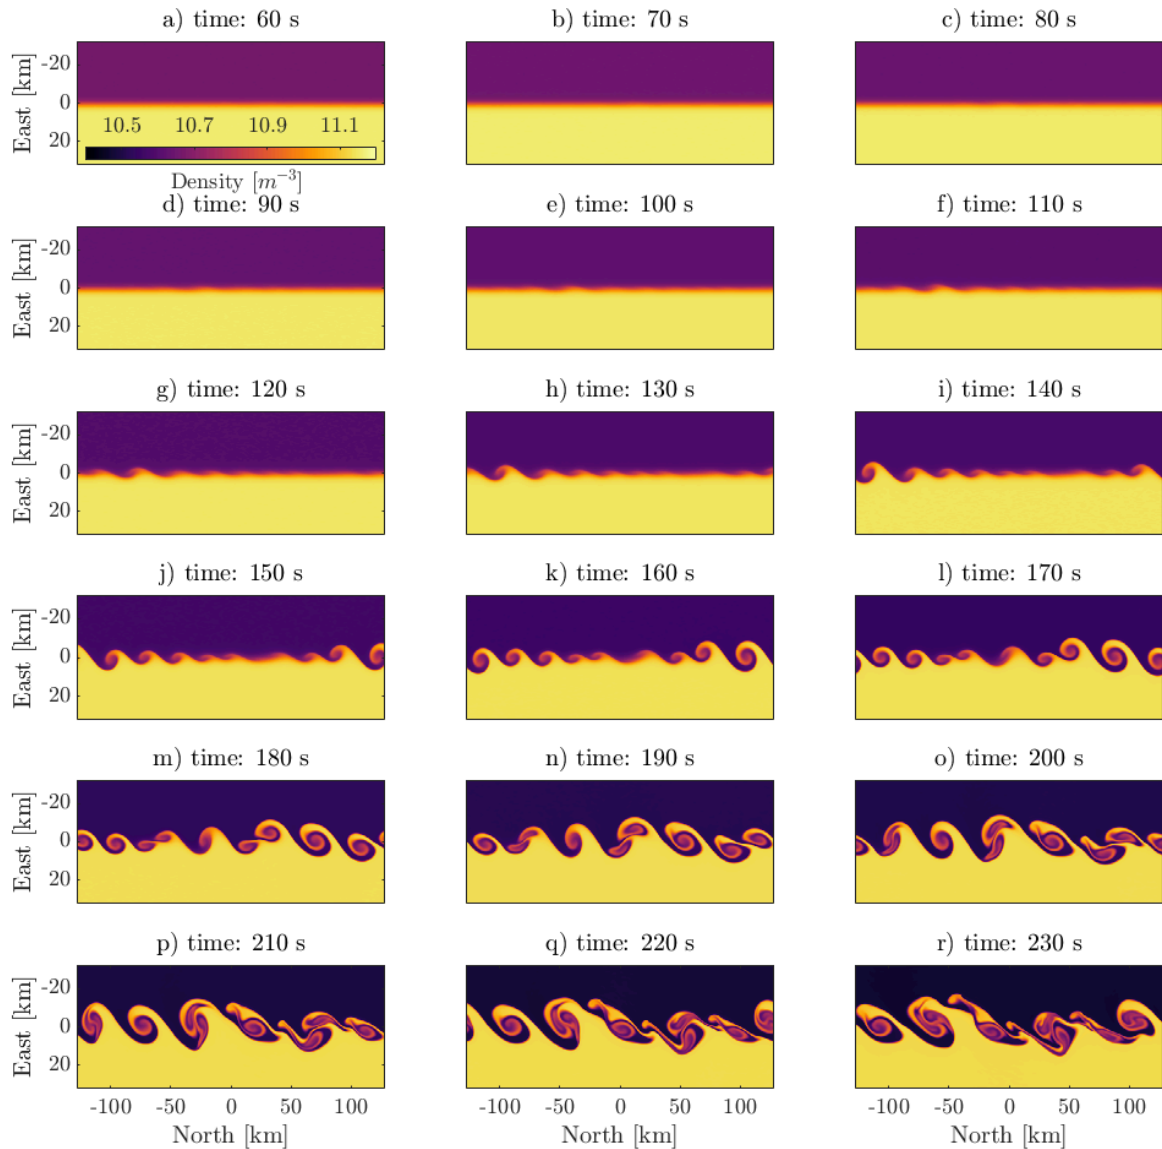 a) time: 60 s
b) time: 70 s
c) time: 80 s
East [km]
-20
0
20
10.5 10.7 10.9 11.1
Density [m⁻³]
d) time: 90 s
e) time: 100 s
f) time: 110 s
East [km]
-20
0
20
g) time: 120 s
h) time: 130 s
i) time: 140 s
East [km]
-20
0
20
j) time: 150 s
k) time: 160 s
l) time: 170 s
East [km]
-20
0
20
m) time: 180 s
n) time: 190 s
o) time: 200 s
East [km]
-20
0
20
p) time: 210 s
q) time: 220 s
r) time: 230 s
East [km]
-20
0
20
-100 -50 0 50 100
-100 -50 0 50 100
-100 -50 0 50 100
North [km]
North [km]
North [km]